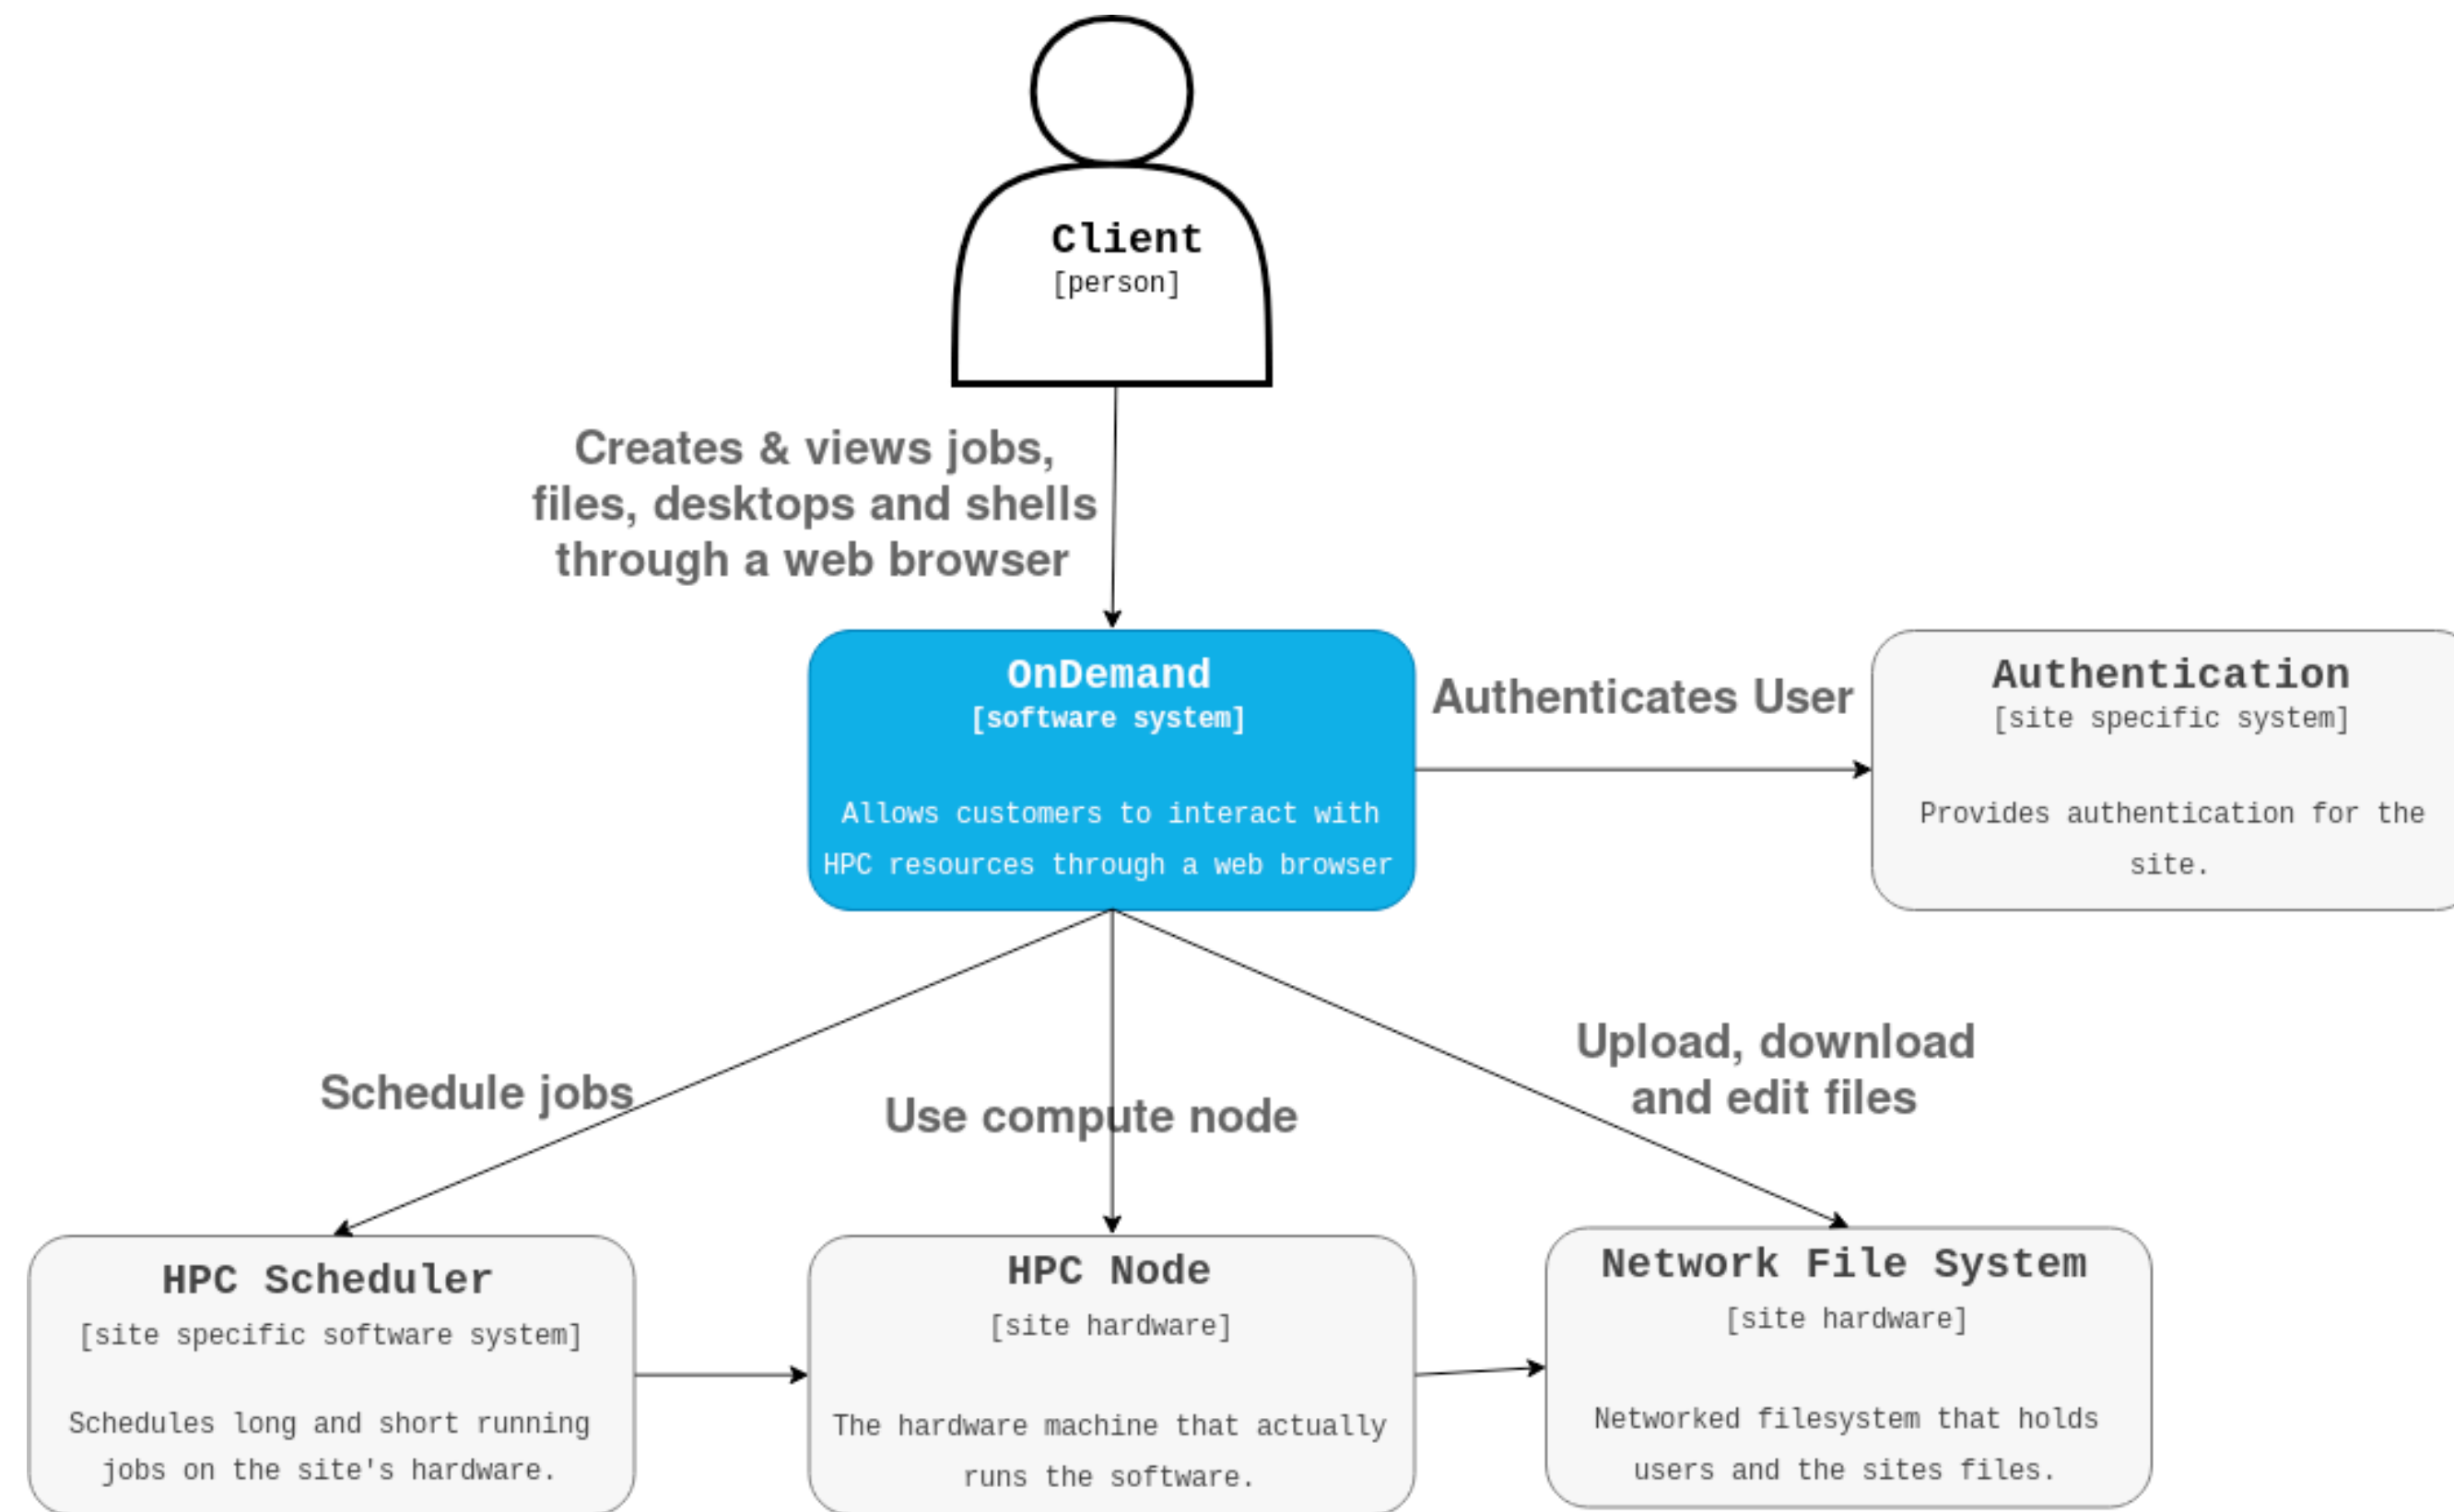 Client
[person]
Creates & views jobs,
files, desktops and shells
through a web browser
OnDemand
[software system]
Allows customers to interact with
HPC resources through a web browser
Authenticates User
Authentication
[site specific system]
Provides authentication for the
site.
Schedule jobs
Use compute node
Upload, download
and edit files
HPC Scheduler
[site specific software system]
Schedules long and short running
jobs on the site's hardware.
HPC Node
[site hardware]
The hardware machine that actually
runs the software.
Network File System
[site hardware]
Networked filesystem that holds
users and the sites files.